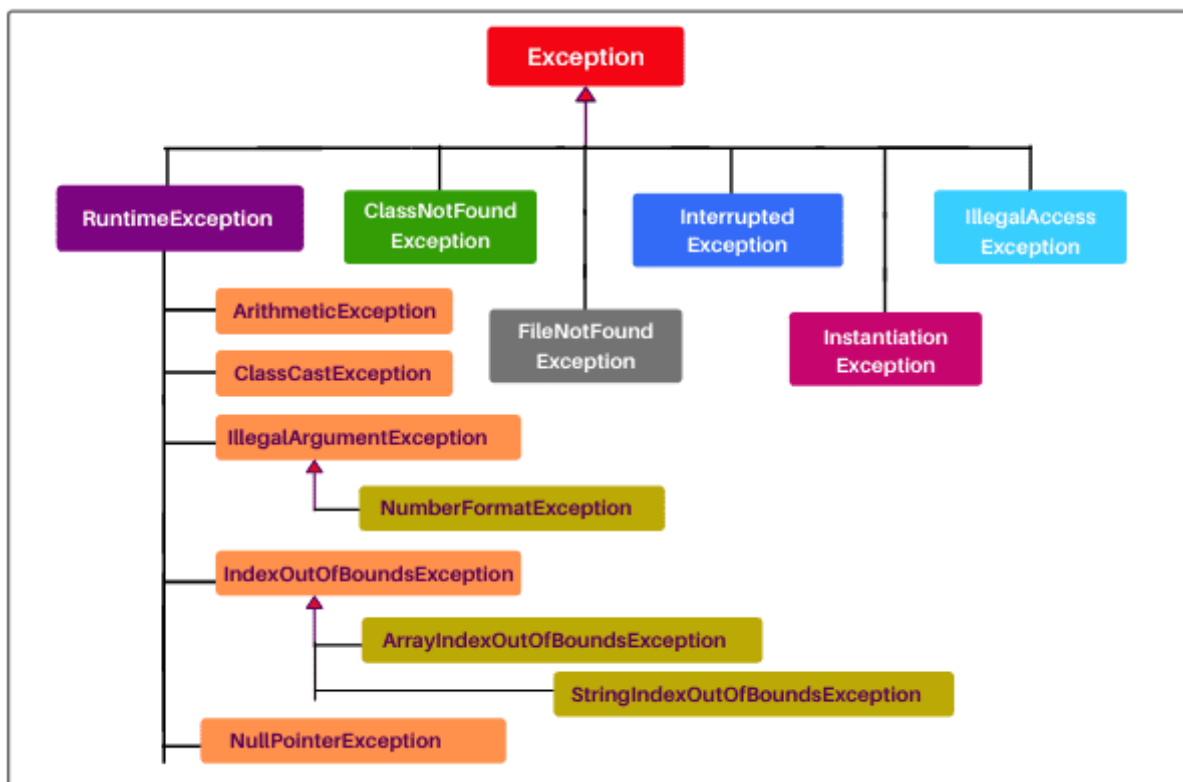 Exception
RuntimeException
ClassNotFound
Exception
Interrupted
Exception
IllegalAccess
Exception
FileNotFound
Exception
Instantiation
Exception
ArithmeticException
ClassCastException
IllegalArgumentException
NumberFormatException
IndexOutOfBoundsException
ArrayIndexOutOfBoundsException
StringIndexOutOfBoundsException
NullPointerException